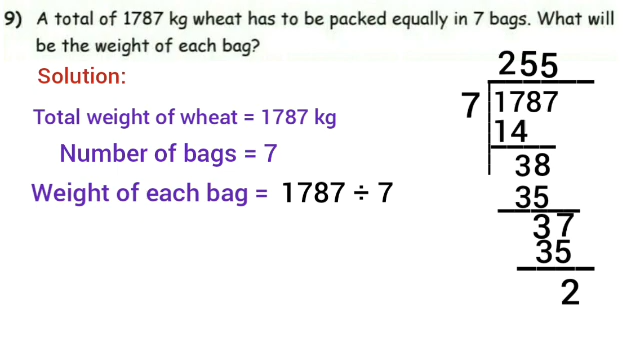 9) A total of 1787 kg wheat has to be packed equally in 7 bags. What will
be the weight of each bag?
Solution:
Total weight of wheat = 1787 kg
Number of bags = 7
Weight of each bag = 1787 ÷ 7
255
7 1787
14
38
35
37
35
2